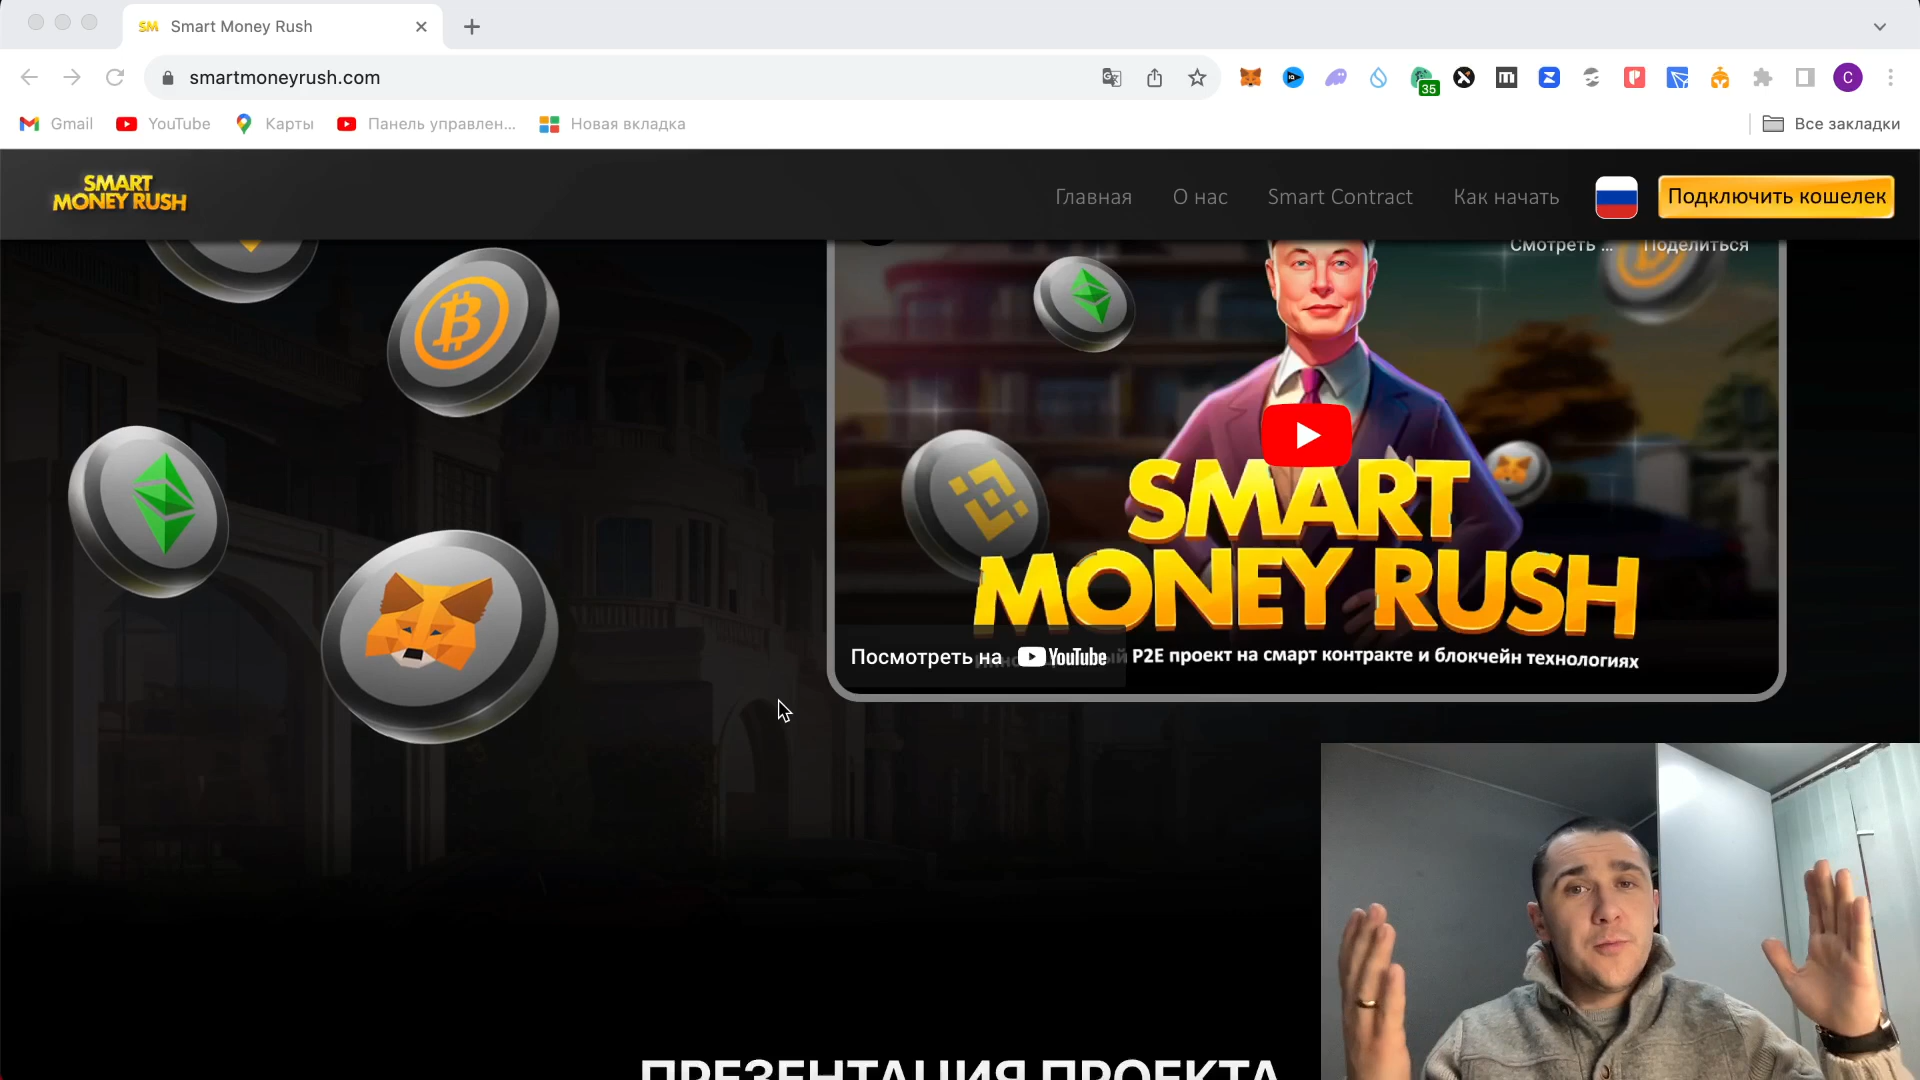 SM Smart Money Rush
smartmoneyrush.com
35
C
Gmail
YouTube
Карты
Панель управлен...
Новая вкладка
Все закладки
SMART
MONEY RUSH
Главная
О нас
Smart Contract
Как начать
Подключить кошелек
Смотреть ...
Поделиться
SMART
MONEY RUSH
Посмотреть на YouTube
P2E проект на смарт контракте и блокчейн технологиях
ПРЕЗЕНТАЦИЯ ПРОЕКТА